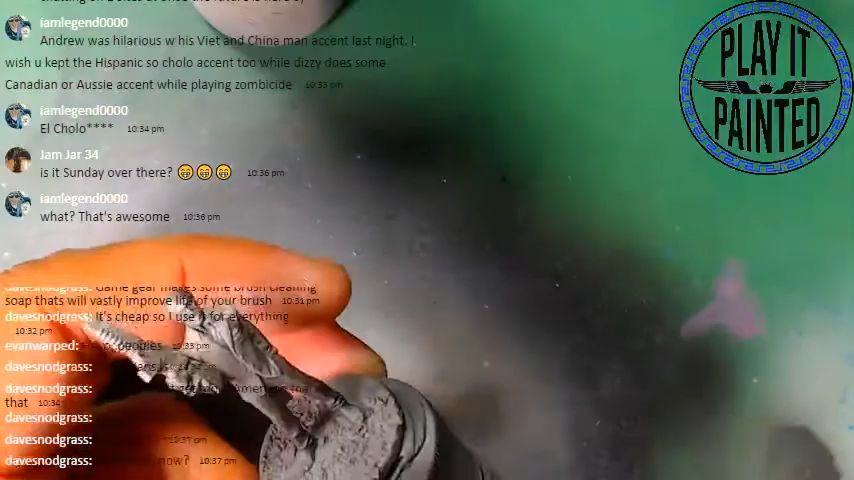 iamlegend0000
Andrew was hilarious w his Viet and China man accent last night. I
wish u kept the Hispanic so cholo accent too while dizzy does some
Canadian or Aussie accent while playing zombicide 10:33 pm
iamlegend0000
El Cholo**** 10:34 pm
Jam Jar 34
is it Sunday over there? 😁😁😁 10:36 pm
iamlegend0000
what? That's awesome 10:36 pm
davesnodgrass: Game gear makes some brush cleaning
soap thats will vastly improve life of your brush 10:31 pm
davesnodgrass: It's cheap so I use it for everything
10:32 pm
evanwarped: peoples 10:33 pm
davesnodgrass:
davesnodgrass:
that
davesnodgrass:
davesnodgrass: 10:37 pm
davesnodgrass: now? 10:37 pm
PLAY IT
PAINTED